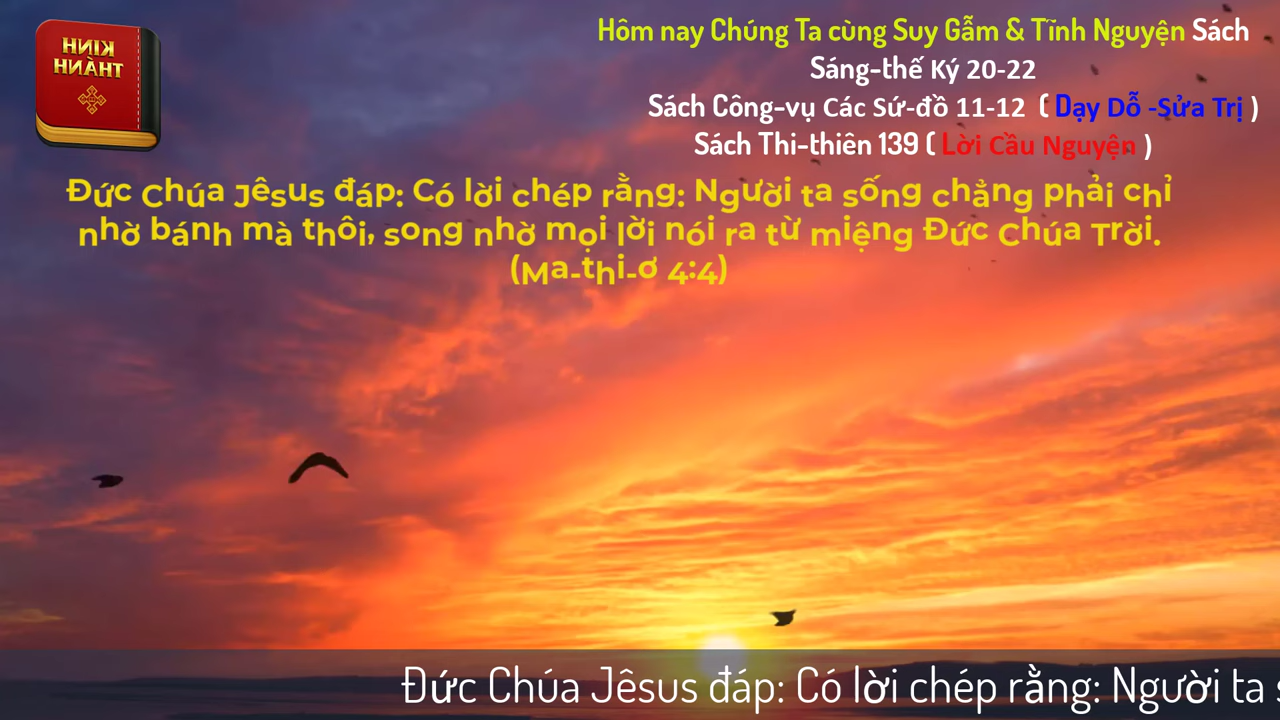 KINH
THÀNH
Hôm nay Chúng Ta cùng Suy Gẫm & Tĩnh Nguyện Sách
Sáng-thế Ký 20-22
Sách Công-vụ Các Sứ-đồ 11-12 ( Dạy Dỗ -Sửa Trị )
Sách Thi-thiên 139 ( Lời Cầu Nguyện )
Đức Chúa Jêsus đáp: Có lời chép rằng: Người ta sống chẳng phải chỉ
nhờ bánh mà thôi, song nhờ mọi lời nói ra từ miệng Đức Chúa Trời.
(Ma-thi-ơ 4:4)
Đức Chúa Jêsus đáp: Có lời chép rằng: Người ta